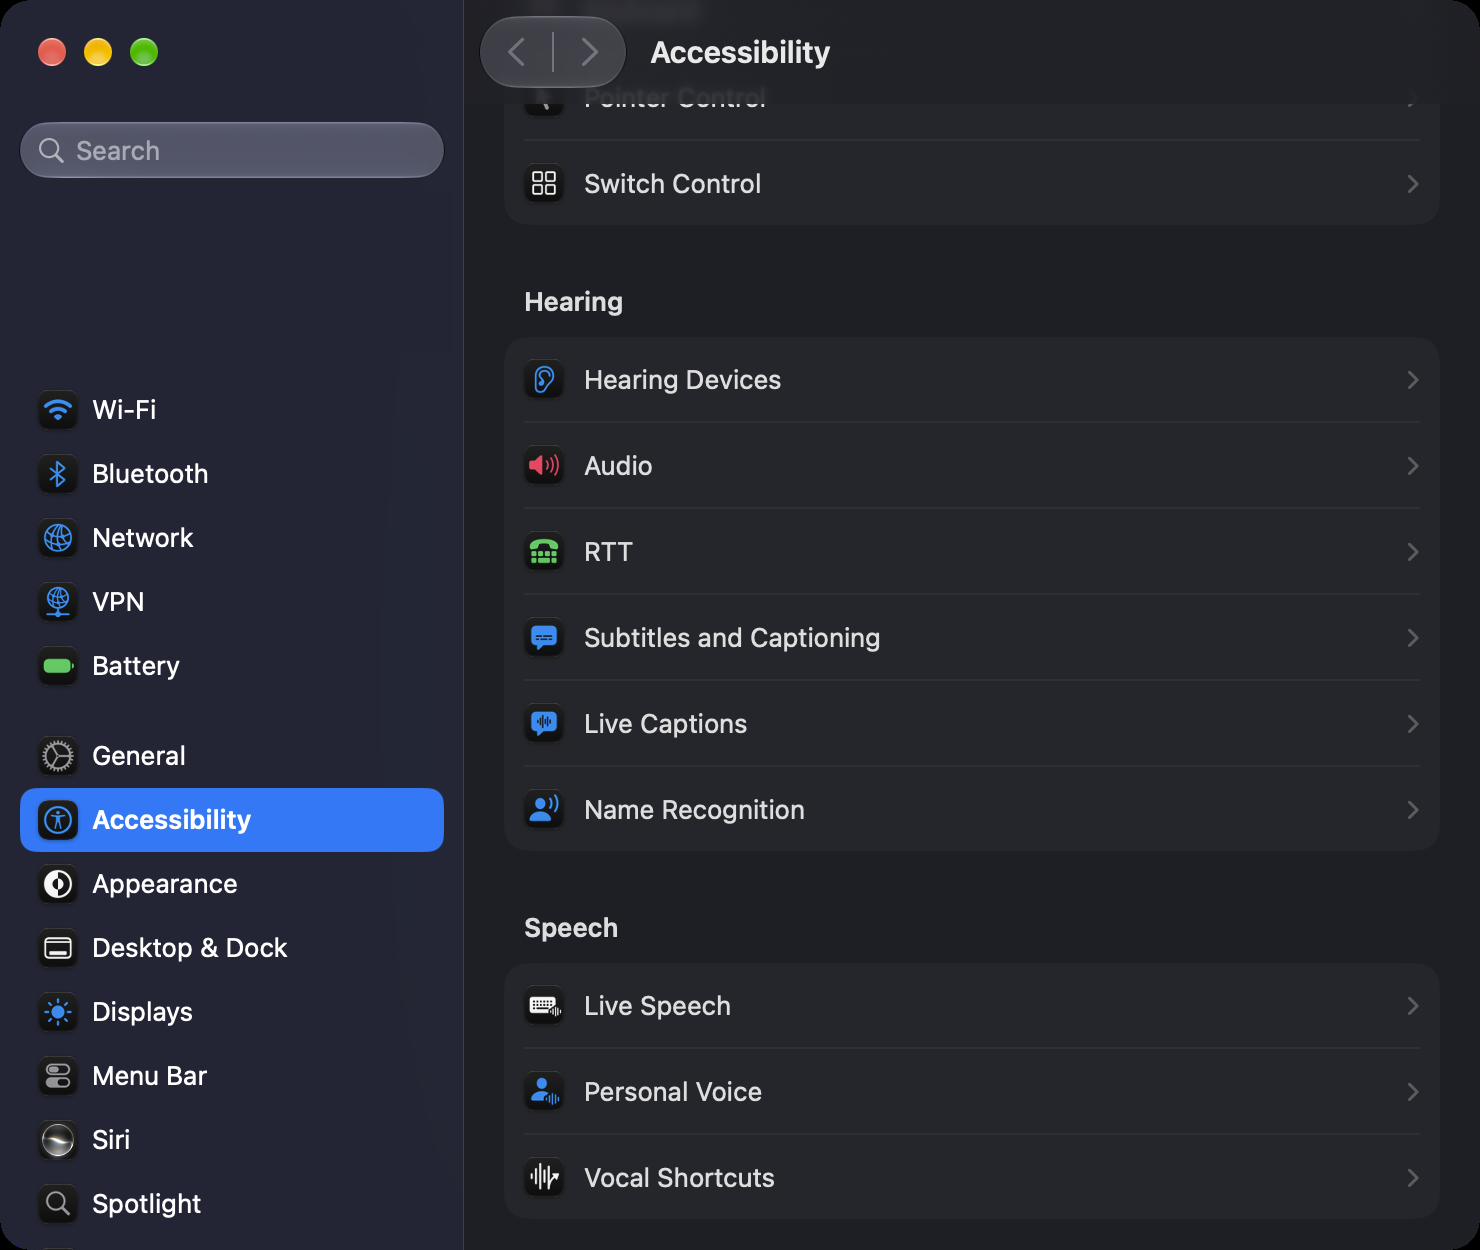 Search
Wi-Fi
Bluetooth
Network
VPN
Battery
General
Accessibility
Appearance
Desktop & Dock
Displays
Menu Bar
Siri
Spotlight
Accessibility
Pointer Control
Switch Control
Hearing
Hearing Devices
Audio
RTT
Subtitles and Captioning
Live Captions
Name Recognition
Speech
Live Speech
Personal Voice
Vocal Shortcuts